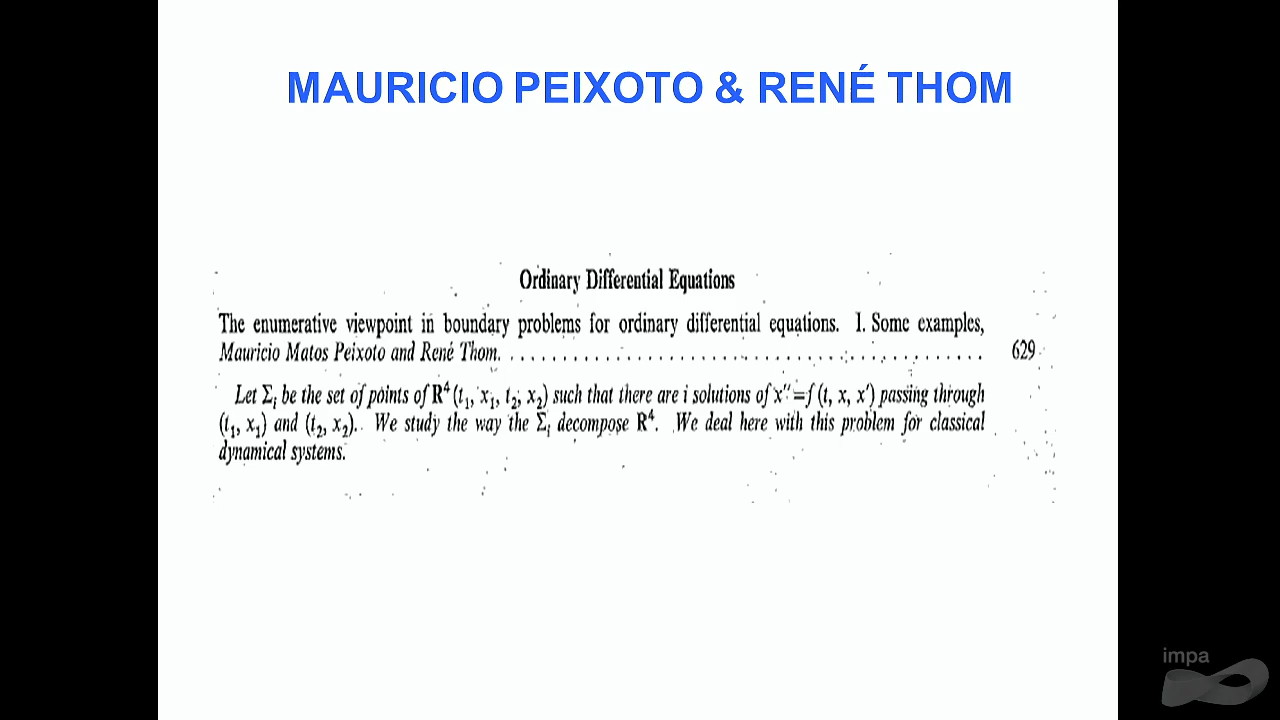 MAURICIO PEIXOTO & RENÉ THOM
Ordinary Differential Equations
The enumerative viewpoint in boundary problems for ordinary differential equations. I. Some examples,
Mauricio Matos Peixoto and René Thom. . . . . . . . . . . . . . . . . . . . . . . . . . . . . . . . . . . . . . . . . . 629
Let Σᵢ be the set of points of R⁴ (t₁, x₁, t₂, x₂) such that there are i solutions of x″=f (t, x, x′) passing through
(t₁, x₁) and (t₂, x₂). We study the way the Σᵢ decompose R⁴. We deal here with this problem for classical
dynamical systems.
impa